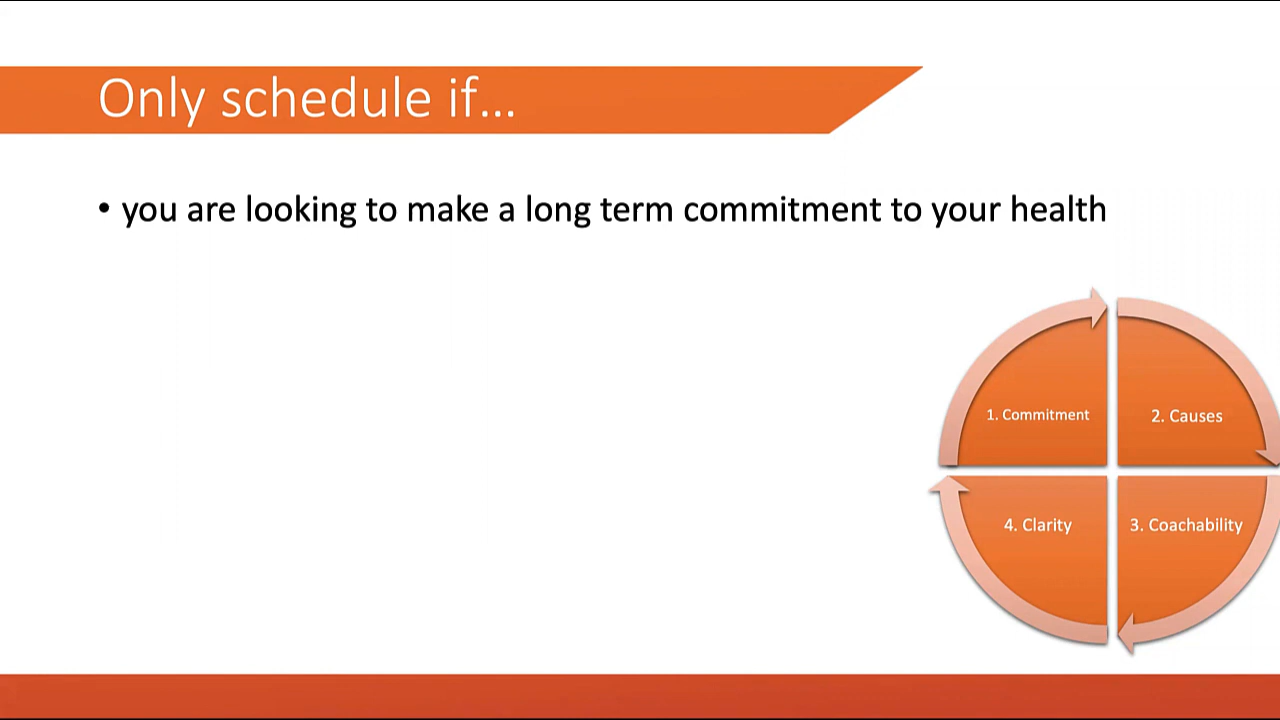 Only schedule if...
• you are looking to make a long term commitment to your health
1. Commitment
2. Causes
4. Clarity
3. Coachability